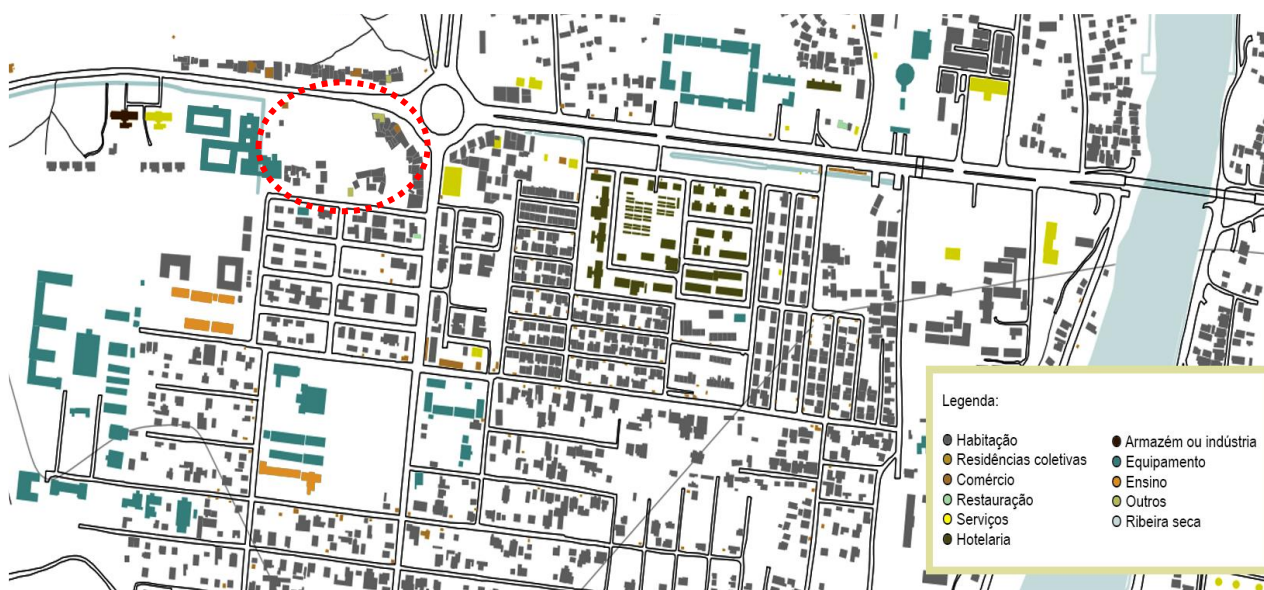 Legenda:
Habitação
Residências coletivas
Comércio
Restauração
Serviços
Hotelaria
Armazém ou indústria
Equipamento
Ensino
Outros
Ribeira seca